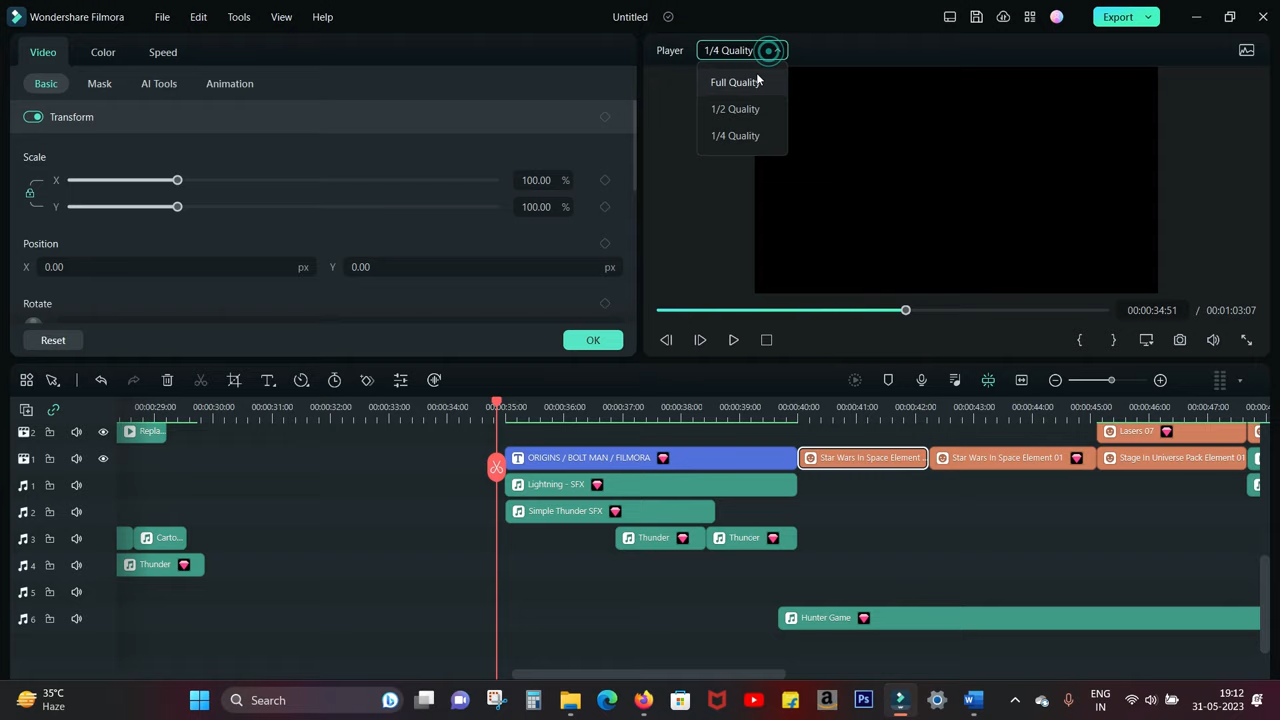 Wondershare Filmora File Edit Tools View Help Untitled Export
Video Color Speed
Player 1/4 Quality
Full Quality
1/2 Quality
1/4 Quality
Basic Mask AI Tools Animation
Transform
Scale
X 100.00 %
Y 100.00 %
Position
X 0.00 px Y 0.00 px
Rotate
Reset OK
00:00:34:51 / 00:01:03:07
00:00:29:00 00:00:30:00 00:00:31:00 00:00:32:00 00:00:33:00 00:00:34:00 00:00:35:00 00:00:36:00 00:00:37:00 00:00:38:00 00:00:39:00 00:00:40:00 00:00:41:00 00:00:42:00 00:00:43:00 00:00:44:00 00:00:45:00 00:00:46:00 00:00:47:00 00:00:4
2 Repla... Lasers 07
1 ORIGINS / BOLT MAN / FILMORA Star Wars In Space Element ... Star Wars In Space Element 01 Stage In Universe Pack Element 01
1 Lightning - SFX
2 Simple Thunder SFX
3 Carto... Thunder Thuncer
4 Thunder
5
6 Hunter Game
35°C
Haze
Search
ENG
IN
19:12
31-05-2023